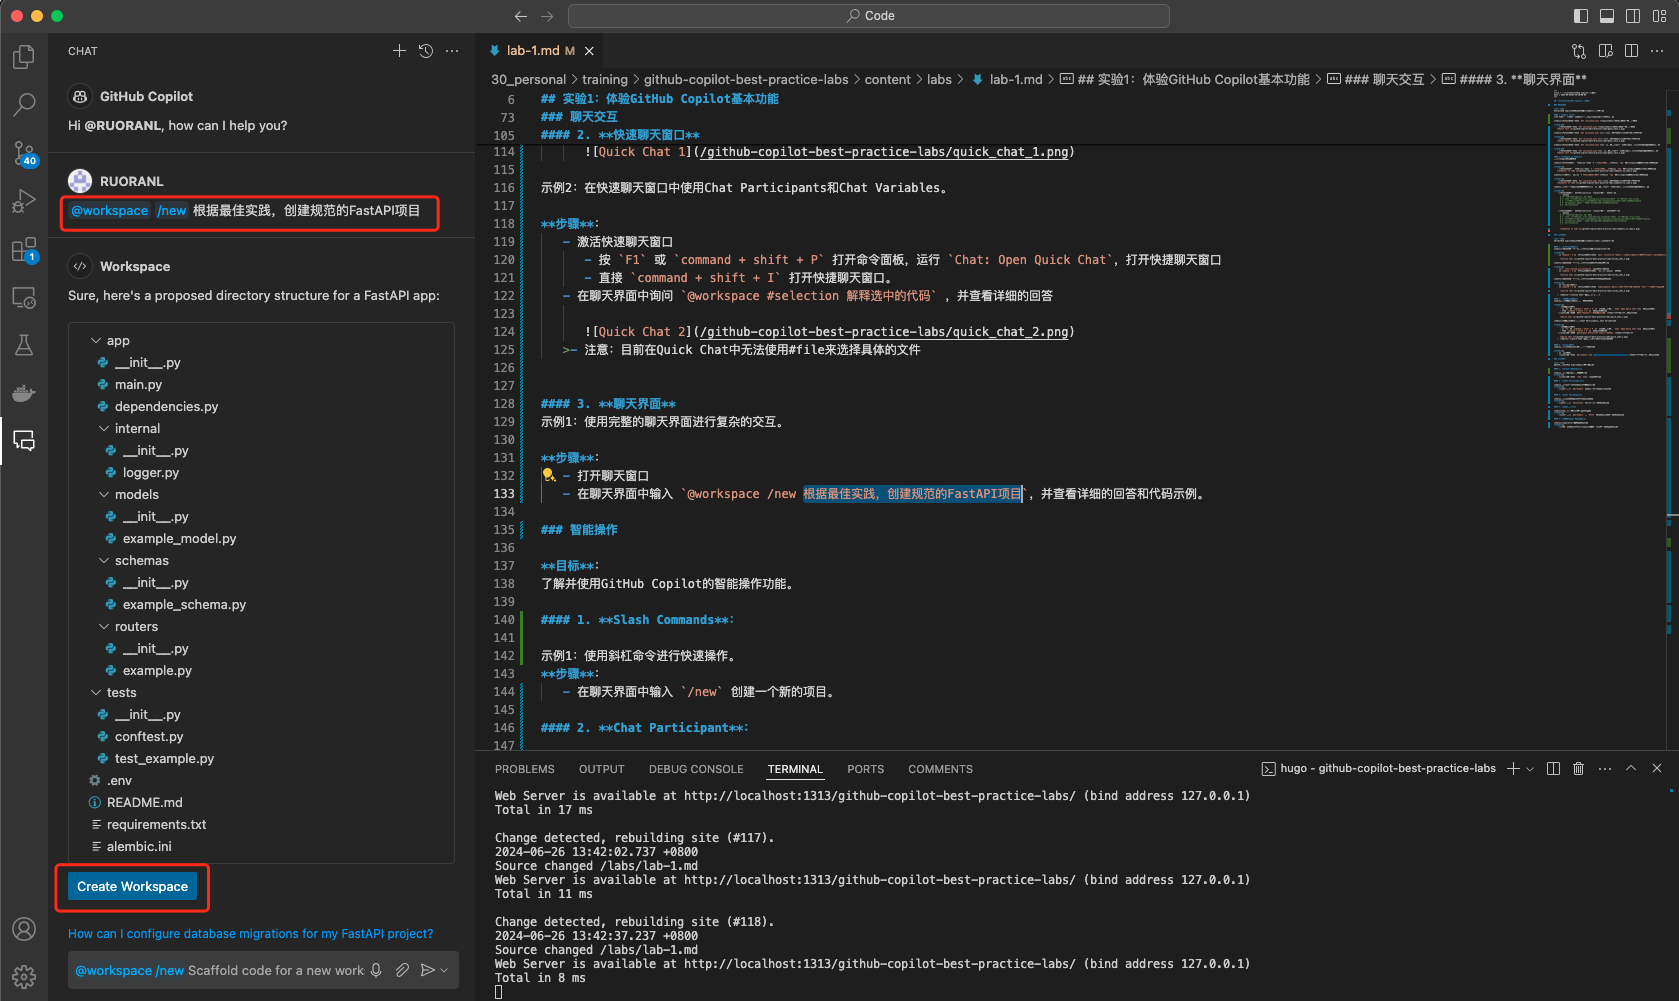 Code
CHAT
GitHub Copilot
Hi @RUORANL, how can I help you?
RUORANL
@workspace /new 根据最佳实践，创建规范的FastAPI项目
Workspace
Sure, here's a proposed directory structure for a FastAPI app:
app
__init__.py
main.py
dependencies.py
internal
__init__.py
logger.py
models
__init__.py
example_model.py
schemas
__init__.py
example_schema.py
routers
__init__.py
example.py
tests
__init__.py
conftest.py
test_example.py
.env
README.md
requirements.txt
alembic.ini
Create Workspace
How can I configure database migrations for my FastAPI project?
@workspace /new Scaffold code for a new work
40
1
lab-1.md M
30_personal > training > github-copilot-best-practice-labs > content > labs > lab-1.md > ## 实验1：体验GitHub Copilot基本功能 > ### 聊天交互 > #### 3. **聊天界面**
6 ## 实验1：体验GitHub Copilot基本功能
73 ### 聊天交互
105 #### 2. **快速聊天窗口**
114 ![Quick Chat 1](/github-copilot-best-practice-labs/quick_chat_1.png)
115
116 示例2：在快速聊天窗口中使用Chat Participants和Chat Variables。
117
118 **步骤**：
119 - 激活快速聊天窗口
120 - 按 `F1` 或 `command + shift + P` 打开命令面板，运行 `Chat: Open Quick Chat`，打开快捷聊天窗口
121 - 直接 `command + shift + I` 打开快捷聊天窗口。
122 - 在聊天界面中询问 `@workspace #selection 解释选中的代码` ，并查看详细的回答
123
124 ![Quick Chat 2](/github-copilot-best-practice-labs/quick_chat_2.png)
125 >- 注意：目前在Quick Chat中无法使用#file来选择具体的文件
126
127
128 #### 3. **聊天界面**
129 示例1：使用完整的聊天界面进行复杂的交互。
130
131 **步骤**：
132 - 打开聊天窗口
133 - 在聊天界面中输入 `@workspace /new 根据最佳实践，创建规范的FastAPI项目`，并查看详细的回答和代码示例。
134
135 ### 智能操作
136
137 **目标**：
138 了解并使用GitHub Copilot的智能操作功能。
139
140 #### 1. **Slash Commands**：
141
142 示例1：使用斜杠命令进行快速操作。
143 **步骤**：
144 - 在聊天界面中输入 `/new` 创建一个新的项目。
145
146 #### 2. **Chat Participant**：
147
PROBLEMS OUTPUT DEBUG CONSOLE TERMINAL PORTS COMMENTS
hugo - github-copilot-best-practice-labs
Web Server is available at http://localhost:1313/github-copilot-best-practice-labs/ (bind address 127.0.0.1)
Total in 17 ms
Change detected, rebuilding site (#117).
2024-06-26 13:42:02.737 +0800
Source changed /labs/lab-1.md
Web Server is available at http://localhost:1313/github-copilot-best-practice-labs/ (bind address 127.0.0.1)
Total in 11 ms
Change detected, rebuilding site (#118).
2024-06-26 13:42:37.237 +0800
Source changed /labs/lab-1.md
Web Server is available at http://localhost:1313/github-copilot-best-practice-labs/ (bind address 127.0.0.1)
Total in 8 ms